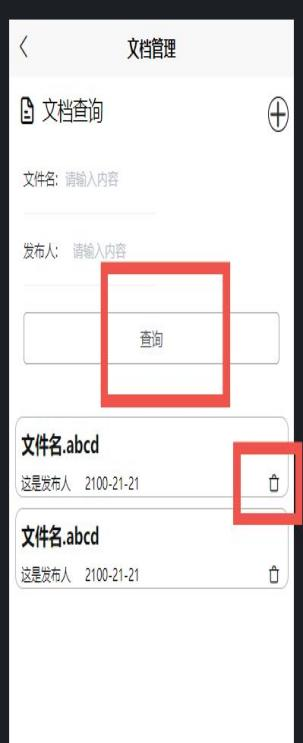 文档管理
文档查询
文件名: 请输入内容
发布人: 请输入内容
查询
文件名.abcd
这是发布人 2100-21-21
文件名.abcd
这是发布人 2100-21-21